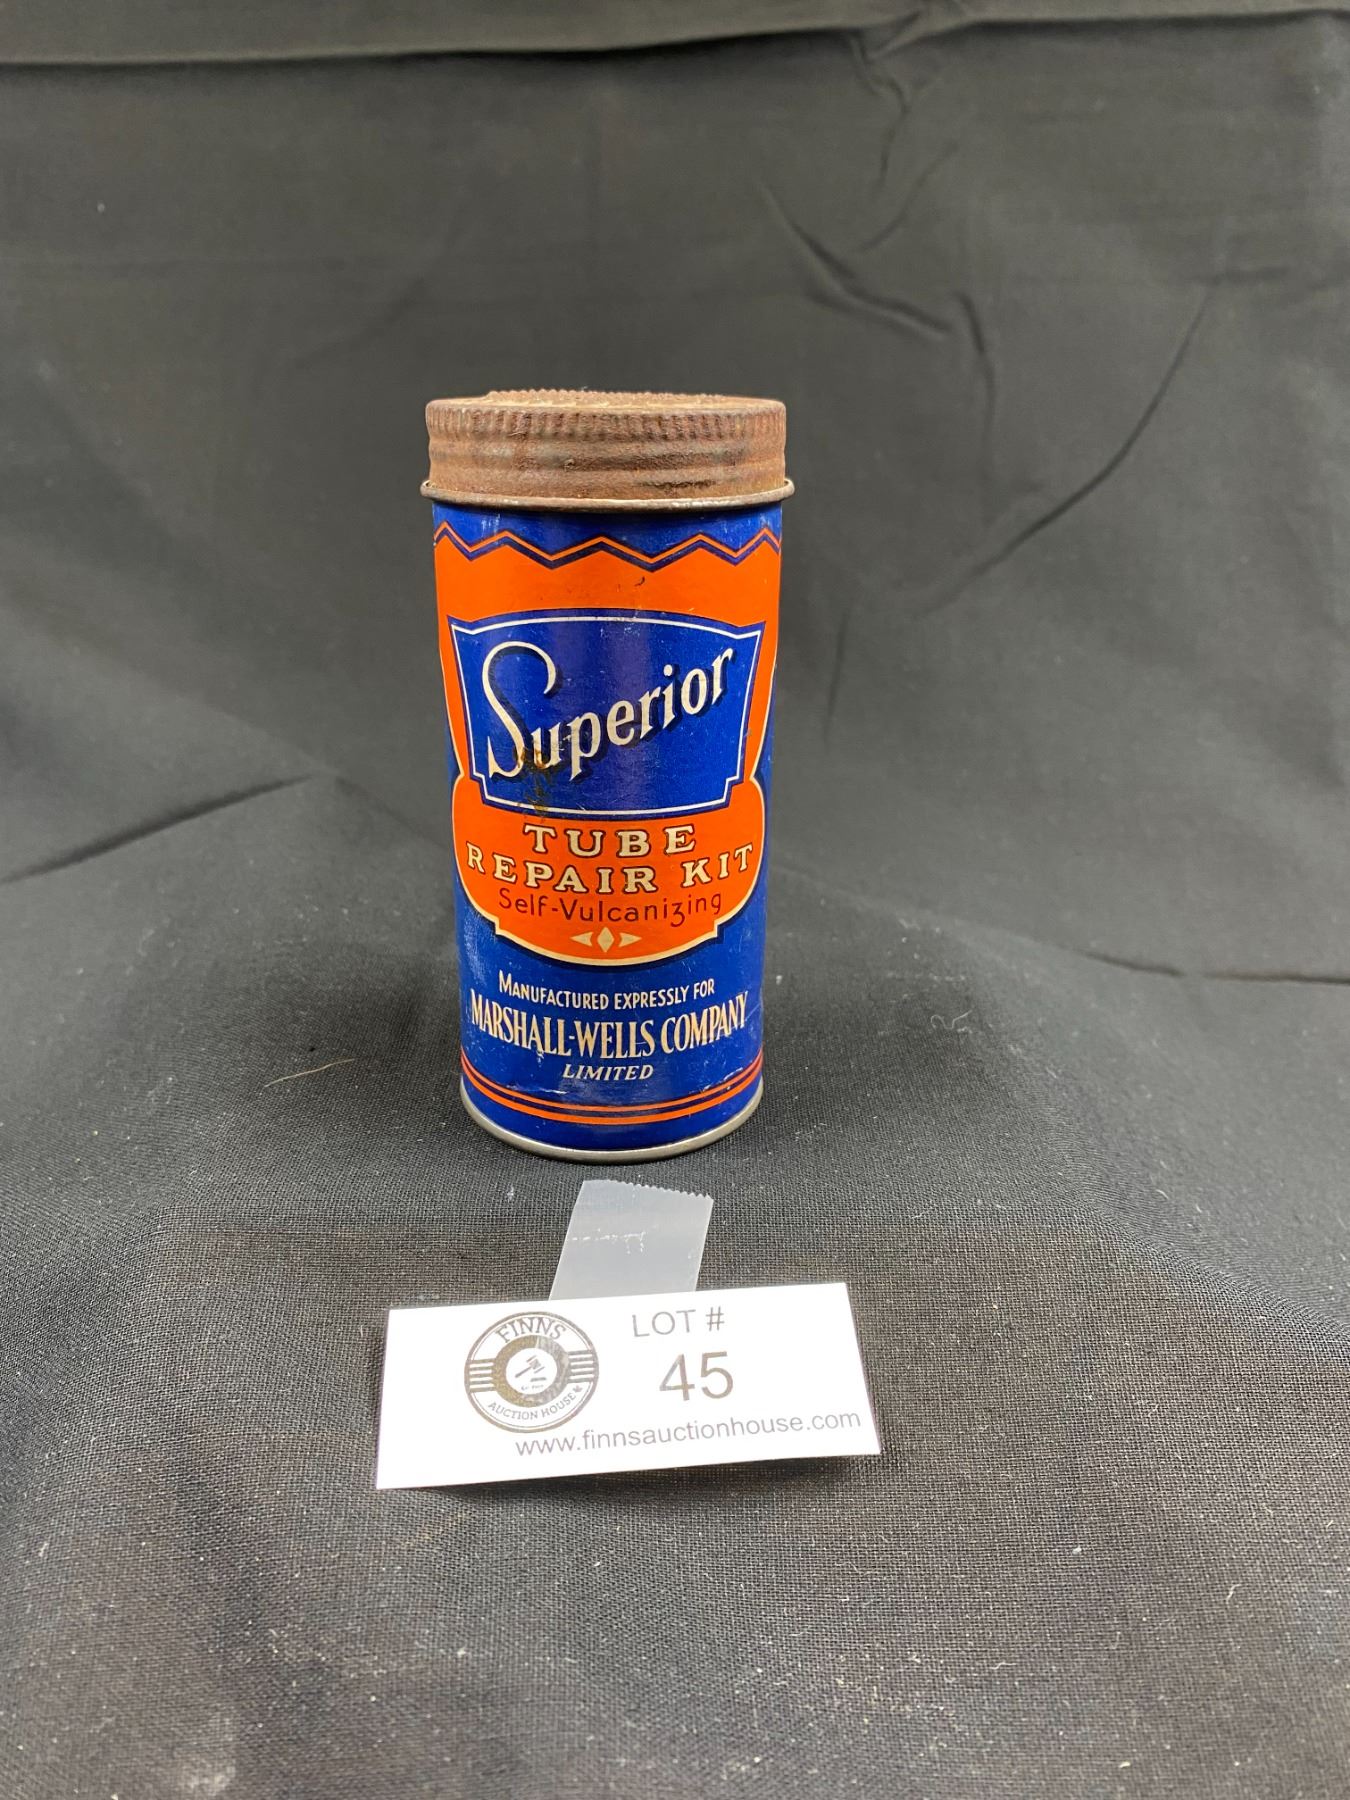 Superior
TUBE
REPAIR KIT
Self-Vulcanizing
MANUFACTURED EXPRESSLY FOR
MARSHALL-WELLS COMPANY
LIMITED
FINNS
AUCTION HOUSE
LOT #
45
www.finnsauctionhouse.com